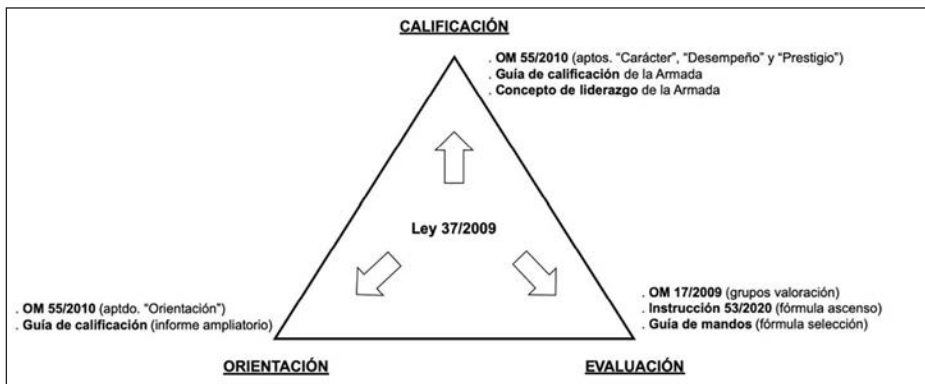 CALIFICACIÓN
. OM 55/2010 (aptos. “Carácter”, “Desempeño” y “Prestigio”)
. Guía de calificación de la Armada
. Concepto de liderazgo de la Armada
Ley 37/2009
. OM 55/2010 (aptdo. “Orientación”)
. Guía de calificación (informe ampliatorio)
ORIENTACIÓN
. OM 17/2009 (grupos valoración)
. Instrucción 53/2020 (fórmula ascenso)
. Guía de mandos (fórmula selección)
EVALUACIÓN